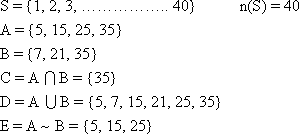 S = {1, 2, 3, ................. 40} n(S) = 40
A = {5, 15, 25, 35}
B = {7, 21, 35}
C = A ⋂ B = {35}
D = A ⋃ B = {5, 7, 15, 21, 25, 35}
E = A ~ B = {5, 15, 25}